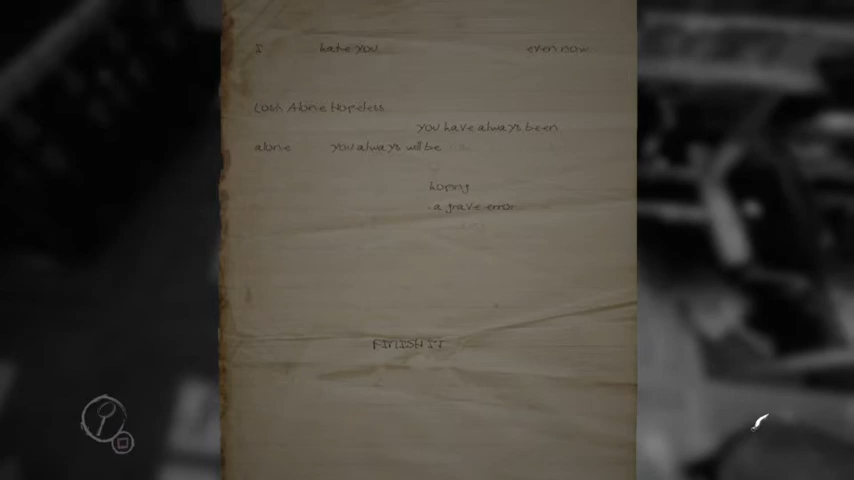 I hate you even now
Lost Alone Hopeless
you have always been
alone you always will be
hoping
a grave error
FINISH IT